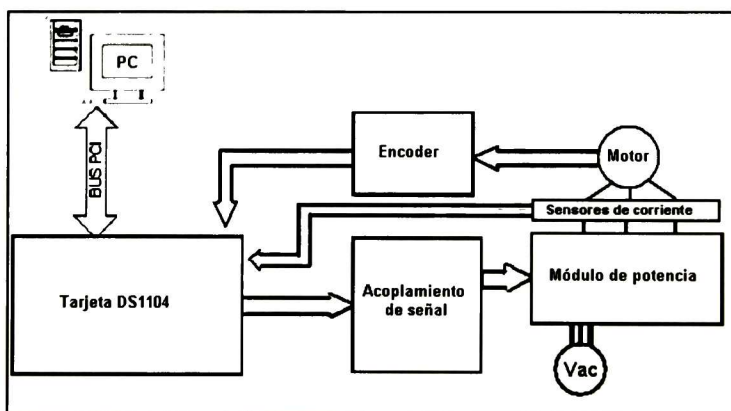 PC
BUS PCI
Encoder
Motor
Sensores de corriente
Tarjeta DS1104
Acoplamiento
de señal
Módulo de potencia
Vac